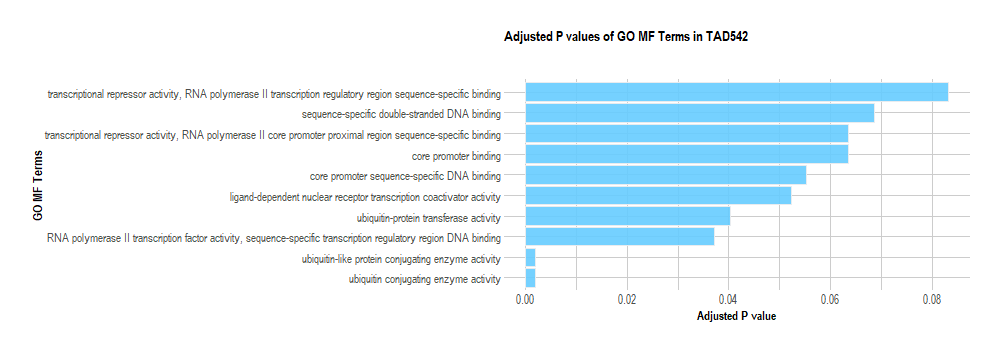 Adjusted P values of GO MF Terms in TAD542
transcriptional repressor activity, RNA polymerase II transcription regulatory region sequence-specific binding
sequence-specific double-stranded DNA binding
transcriptional repressor activity, RNA polymerase II core promoter proximal region sequence-specific binding
core promoter binding
core promoter sequence-specific DNA binding
ligand-dependent nuclear receptor transcription coactivator activity
ubiquitin-protein transferase activity
RNA polymerase II transcription factor activity, sequence-specific transcription regulatory region DNA binding
ubiquitin-like protein conjugating enzyme activity
ubiquitin conjugating enzyme activity
GO MF Terms
0.00 0.02 0.04 0.06 0.08
Adjusted P value